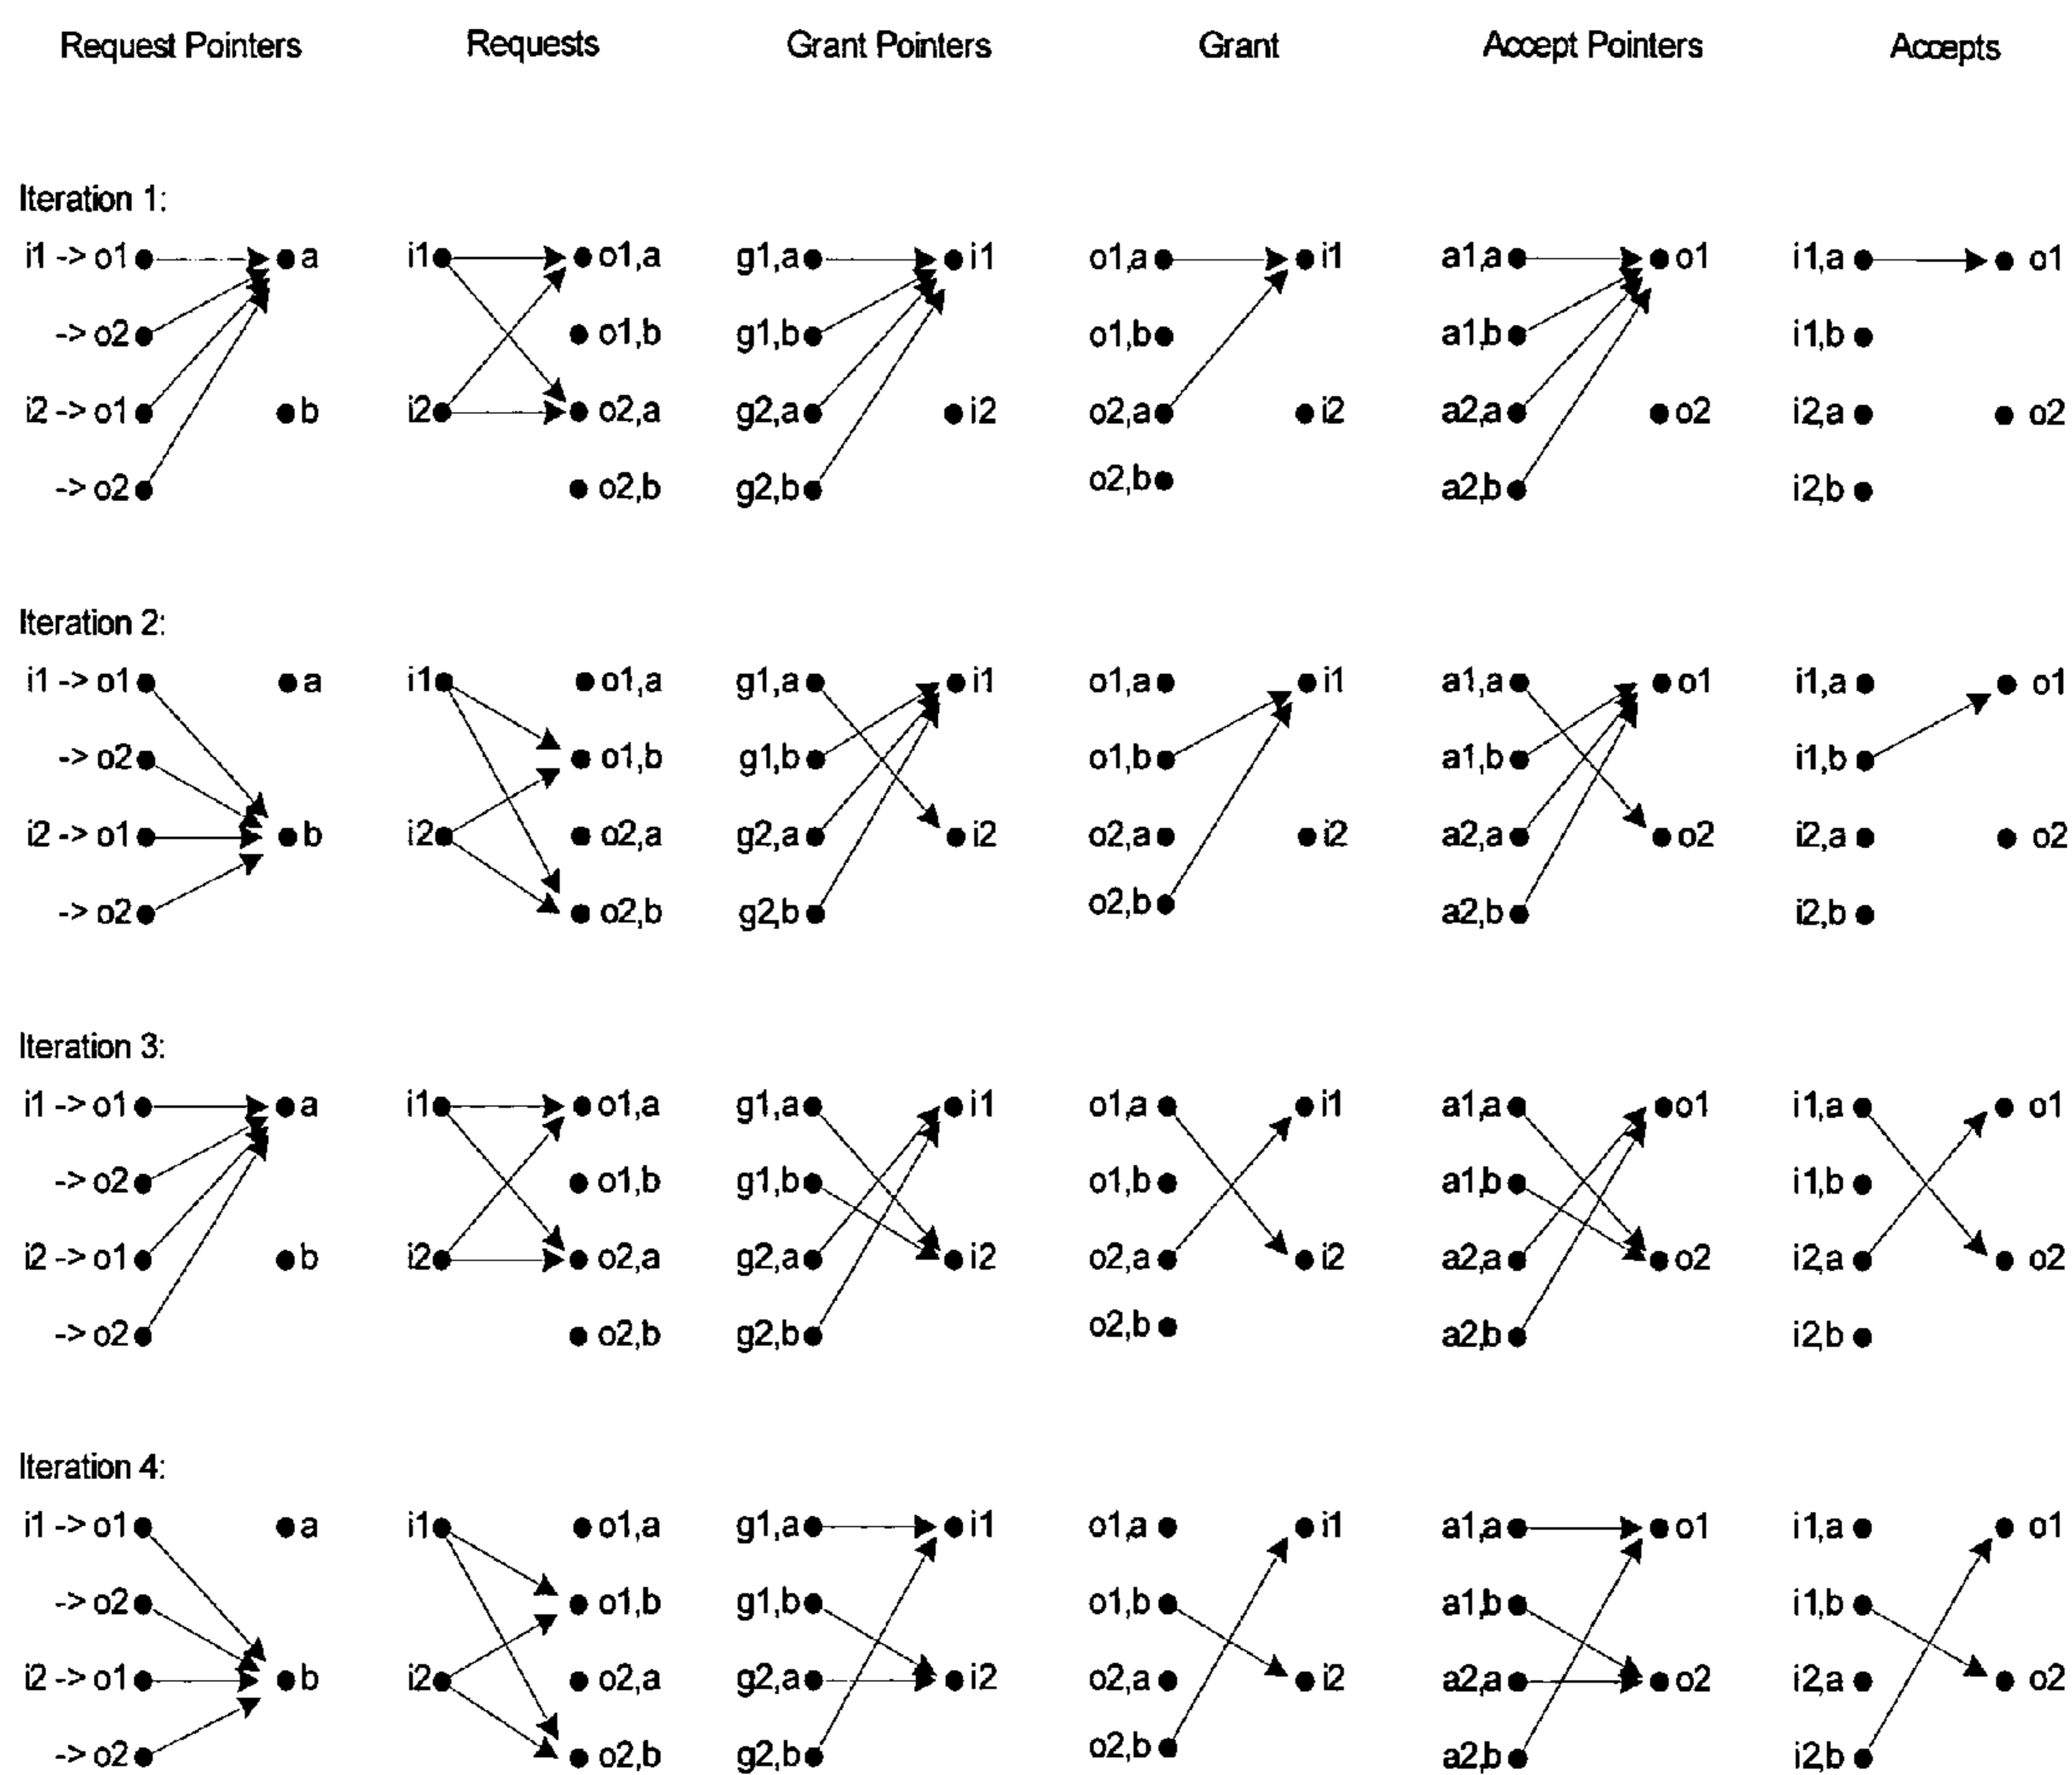 Request Pointers Requests Grant Pointers Grant Accept Pointers Accepts
Iteration 1:
i1 -> o1 a i1 o1,a g1,a i1 o1,a i1 a1,a o1 i1,a o1
-> o2 o1,b g1,b o1,b a1,b i1,b
i2 -> o1 b i2 o2,a g2,a i2 o2,a i2 a2,a o2 i2,a o2
-> o2 o2,b g2,b o2,b a2,b i2,b
Iteration 2:
i1 -> o1 a i1 o1,a g1,a i1 o1,a i1 a1,a o1 i1,a o1
-> o2 o1,b g1,b o1,b a1,b i1,b
i2 -> o1 b i2 o2,a g2,a i2 o2,a i2 a2,a o2 i2,a o2
-> o2 o2,b g2,b o2,b a2,b i2,b
Iteration 3:
i1 -> o1 a i1 o1,a g1,a i1 o1,a i1 a1,a o1 i1,a o1
-> o2 o1,b g1,b o1,b a1,b i1,b
i2 -> o1 b i2 o2,a g2,a i2 o2,a i2 a2,a o2 i2,a o2
-> o2 o2,b g2,b o2,b a2,b i2,b
Iteration 4:
i1 -> o1 a i1 o1,a g1,a i1 o1,a i1 a1,a o1 i1,a o1
-> o2 o1,b g1,b o1,b a1,b i1,b
i2 -> o1 b i2 o2,a g2,a i2 o2,a i2 a2,a o2 i2,a o2
-> o2 o2,b g2,b o2,b a2,b i2,b